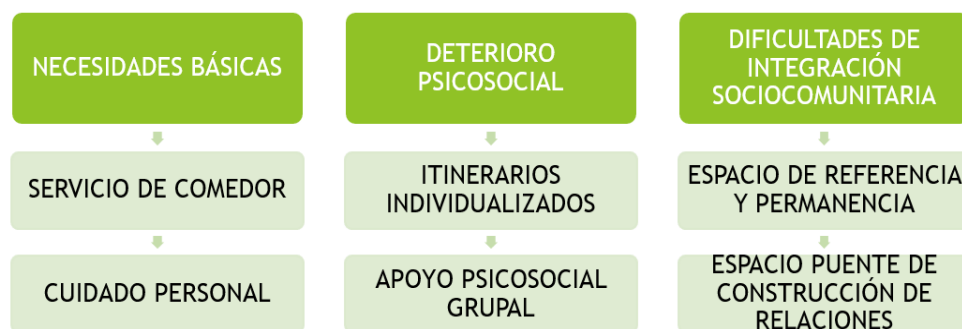 NECESIDADES BÁSICAS
SERVICIO DE COMEDOR
CUIDADO PERSONAL
DETERIORO
PSICOSOCIAL
ITINERARIOS
INDIVIDUALIZADOS
APOYO PSICOSOCIAL
GRUPAL
DIFICULTADES DE
INTEGRACIÓN
SOCIOCOMUNITARIA
ESPACIO DE REFERENCIA
Y PERMANENCIA
ESPACIO PUENTE DE
CONSTRUCCIÓN DE
RELACIONES